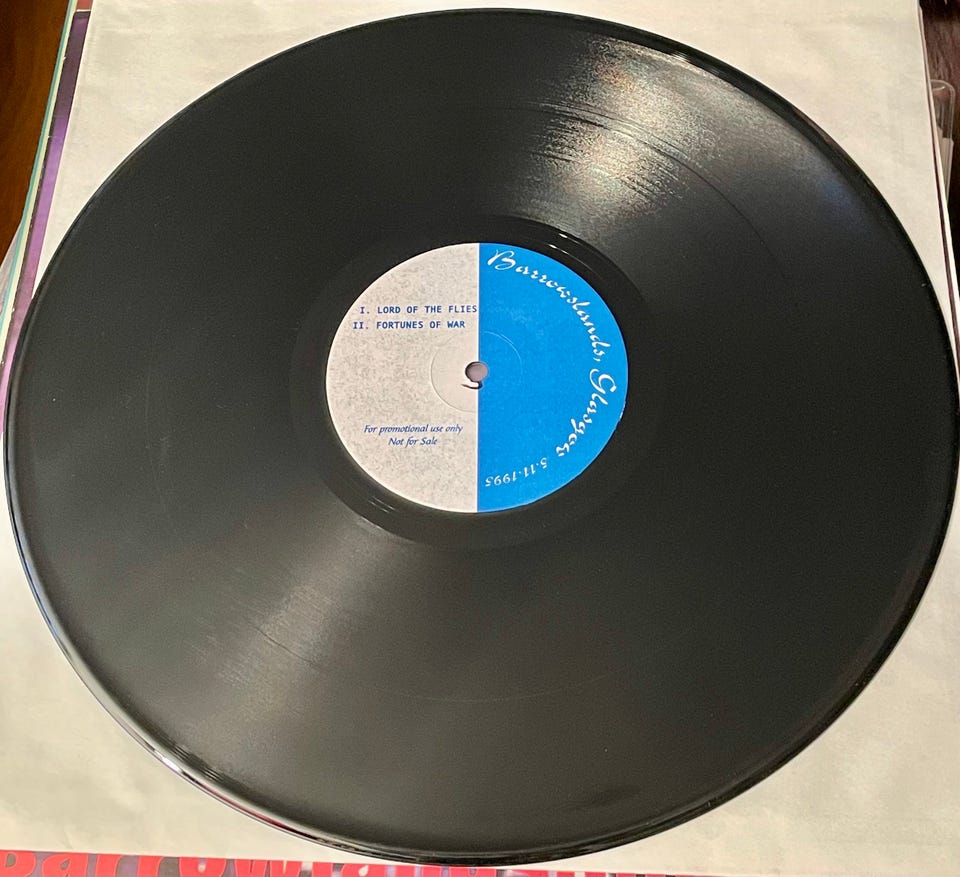 I. LORD OF THE FLIES
II. FORTUNES OF WAR
Barrowslands, Glasgow 5.11.1995
For promotional use only
Not for Sale